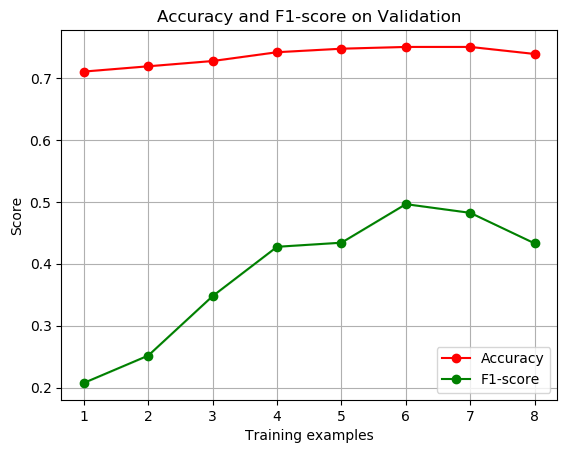 Accuracy and F1-score on Validation
0.7
0.6
0.5
0.4
0.3
0.2
Score
Accuracy
F1-score
1 2 3 4 5 6 7 8
Training examples